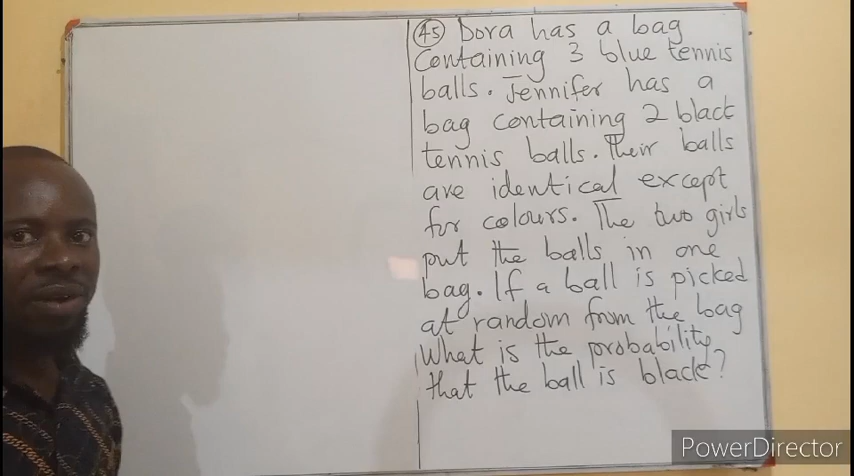 45 Dora has a bag
Containing 3 blue tennis
balls. Jennifer has a
bag containing 2 black
tennis balls. Their balls
are identical except
for colours. The two girls
put the balls in one
bag. If a ball is picked
at random from the bag
What is the probability
that the ball is black?
PowerDirector